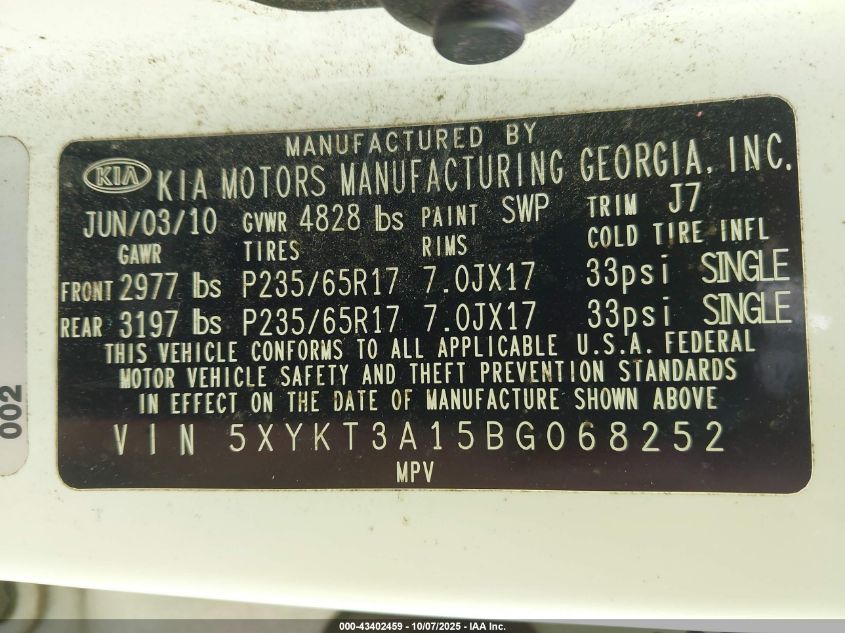 MANUFACTURED BY
KIA KIA MOTORS MANUFACTURING GEORGIA, INC.
JUN/03/10 GVWR 4828 lbs PAINT SWP TRIM J7
GAWR TIRES RIMS COLD TIRE INFL
FRONT 2977 lbs P235/65R17 7.0JX17 33psi SINGLE
REAR 3197 lbs P235/65R17 7.0JX17 33psi SINGLE
THIS VEHICLE CONFORMS TO ALL APPLICABLE U.S.A. FEDERAL
MOTOR VEHICLE SAFETY AND THEFT PREVENTION STANDARDS
IN EFFECT ON THE DATE OF MANUFACTURE SHOWN ABOVE
VIN 5XYKT3A15BG068252
MPV
002
000-43402459 - 10/07/2025 - IAA Inc.